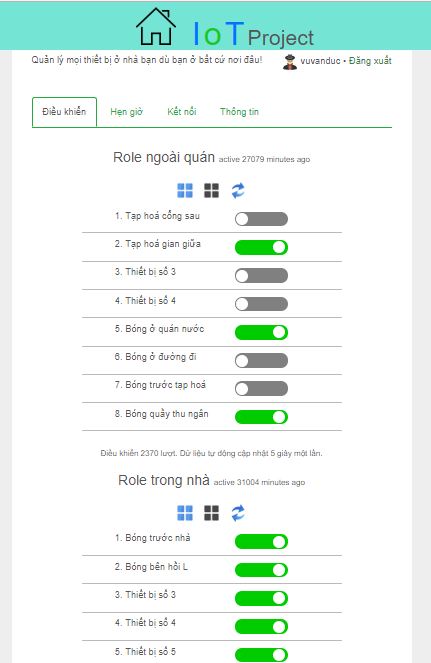 IoT Project
Quản lý mọi thiết bị ở nhà bạn dù bạn ở bất cứ nơi đâu!
vuvanduc • Đăng xuất
Điều khiển Hẹn giờ Kết nối Thông tin
Role ngoài quán active 27079 minutes ago
1. Tạp hoá cổng sau
2. Tạp hoá gian giữa
3. Thiết bị số 3
4. Thiết bị số 4
5. Bóng ở quán nước
6. Bóng ở đường đi
7. Bóng trước tạp hoá
8. Bóng quầy thu ngân
Điều khiển 2370 lượt. Dữ liệu tự động cập nhật 5 giây một lần.
Role trong nhà active 31004 minutes ago
1. Bóng trước nhà
2. Bóng bên hồi L
3. Thiết bị số 3
4. Thiết bị số 4
5. Thiết bị số 5